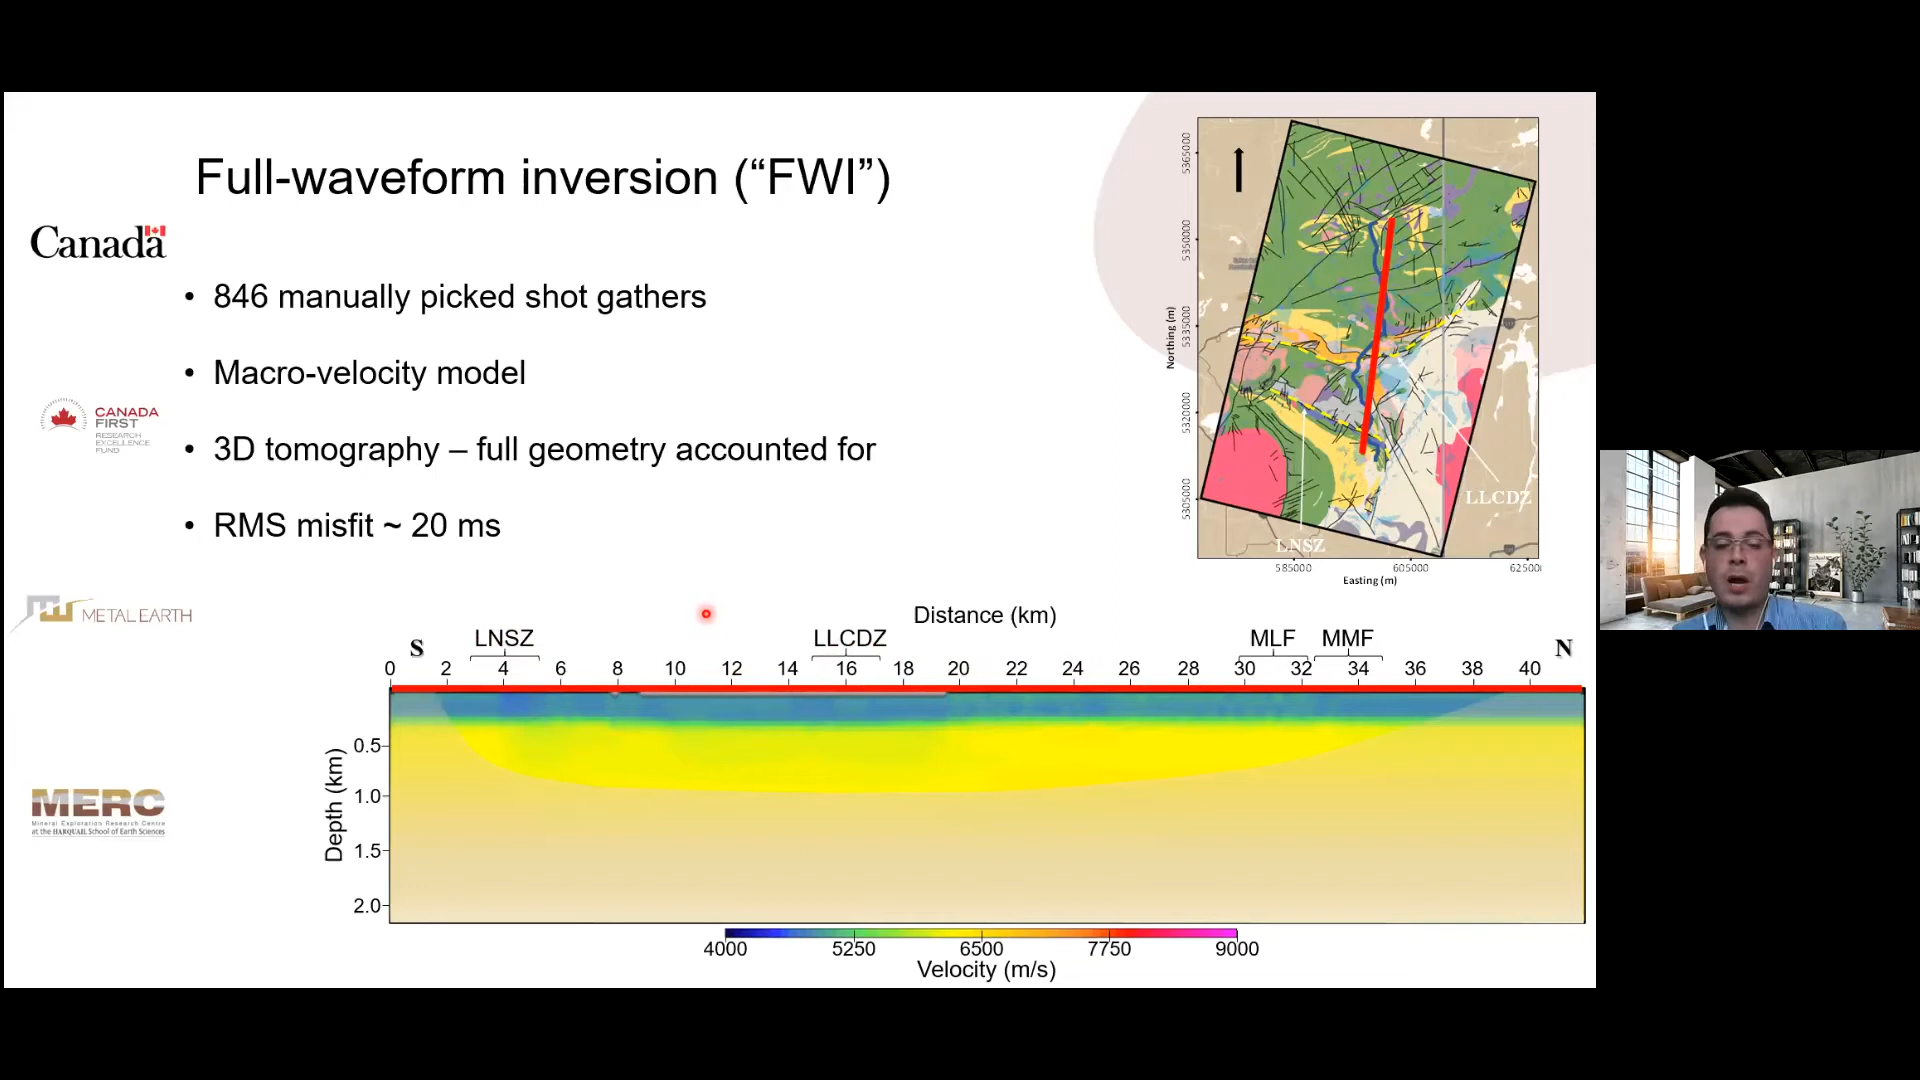 Full-waveform inversion (“FWI”)
Canada
• 846 manually picked shot gathers
• Macro-velocity model
CANADA
FIRST
RESEARCH
EXCELLENCE
FUND
• 3D tomography – full geometry accounted for
• RMS misfit ~ 20 ms
METAL EARTH
MERC
Mineral Exploration Research Centre
at the HARQUAIL School of Earth Sciences
5365000
5350000
5335000
5320000
5305000
Northing (m)
LLCDZ
LNSZ
585000 605000 62500
Easting (m)
Distance (km)
S LNSZ LLCDZ MLF MMF N
0 2 4 6 8 10 12 14 16 18 20 22 24 26 28 30 32 34 36 38 40
Depth (km)
0.5
1.0
1.5
2.0
4000 5250 6500 7750 9000
Velocity (m/s)